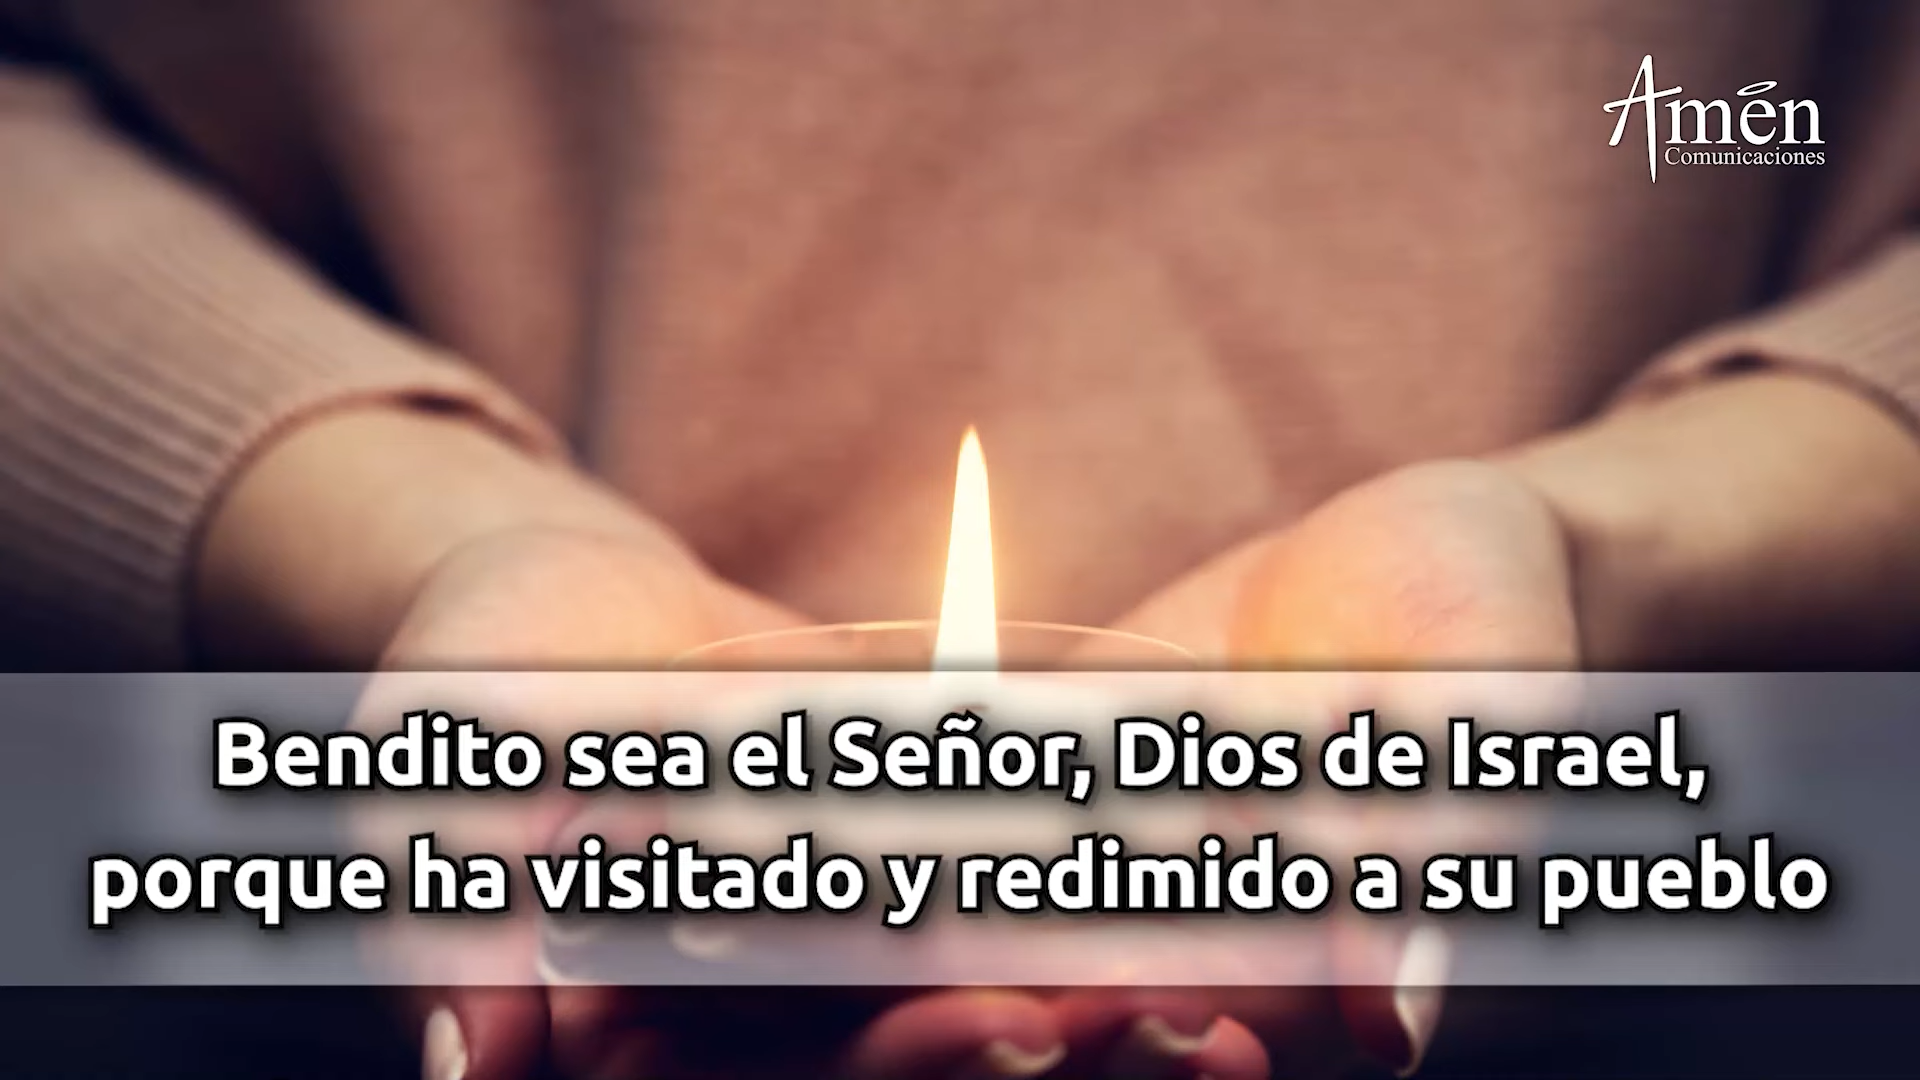 Amén
Comunicaciones
Bendito sea el Señor, Dios de Israel,
porque ha visitado y redimido a su pueblo